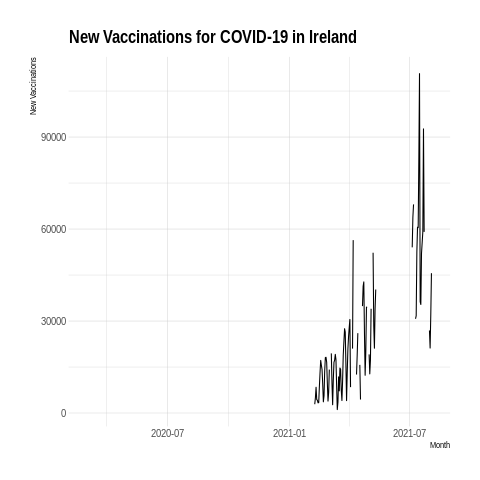 New Vaccinations for COVID-19 in Ireland
New Vaccinations
90000
60000
30000
0
2020-07 2021-01 2021-07
Month